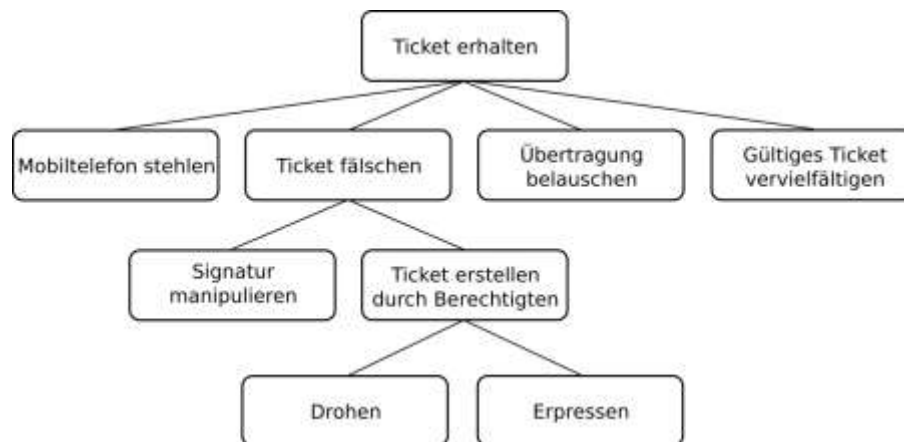 Ticket erhalten
Mobiltelefon stehlen
Ticket fälschen
Übertragung
belauschen
Gültiges Ticket
vervielfältigen
Signatur
manipulieren
Ticket erstellen
durch Berechtigten
Drohen
Erpressen